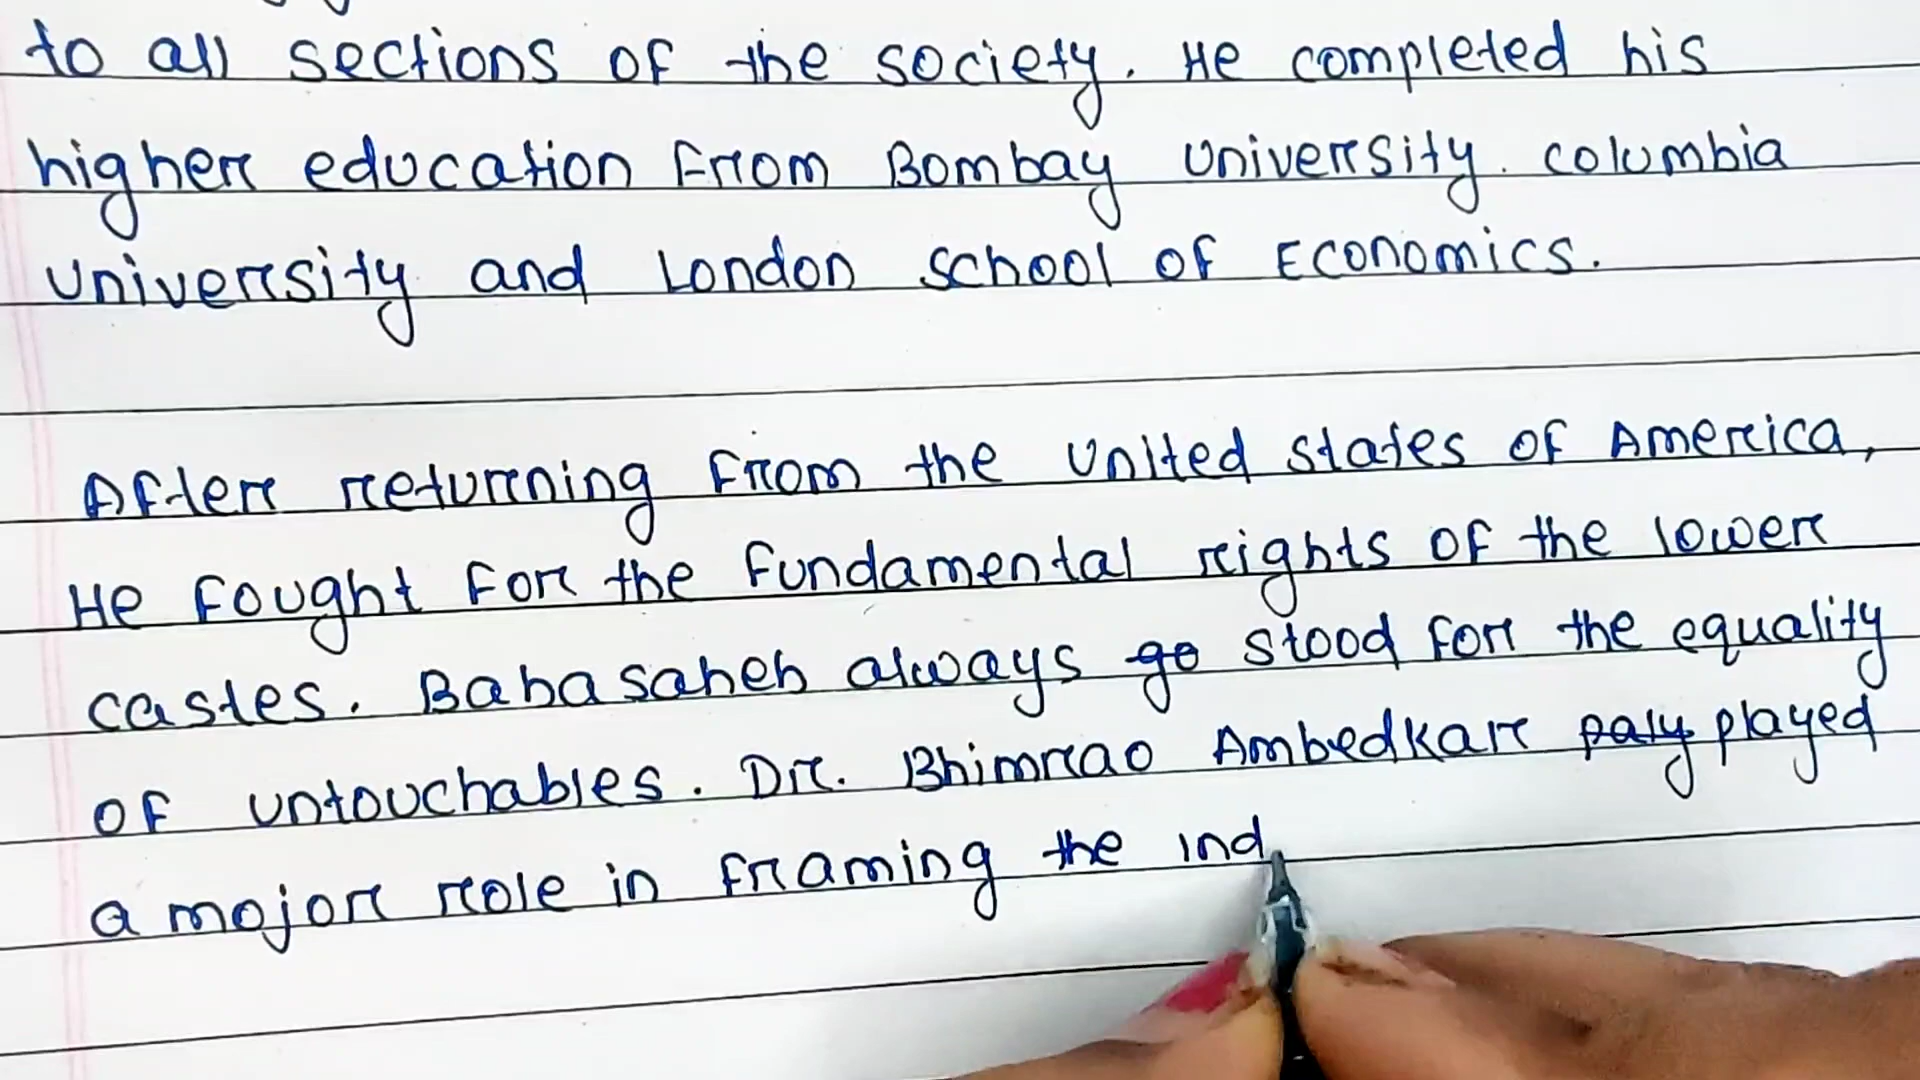 to all sections of the society. He completed his
higher education from Bombay University. columbia
University and London School of Economics.
After returning from the United States of America,
He fought for the fundamental rights of the lower
castes. Babasaheb always go stood for the equality
of untouchables. Dr. Bhimrao Ambedkar paly played
a mojor role in framing the ind